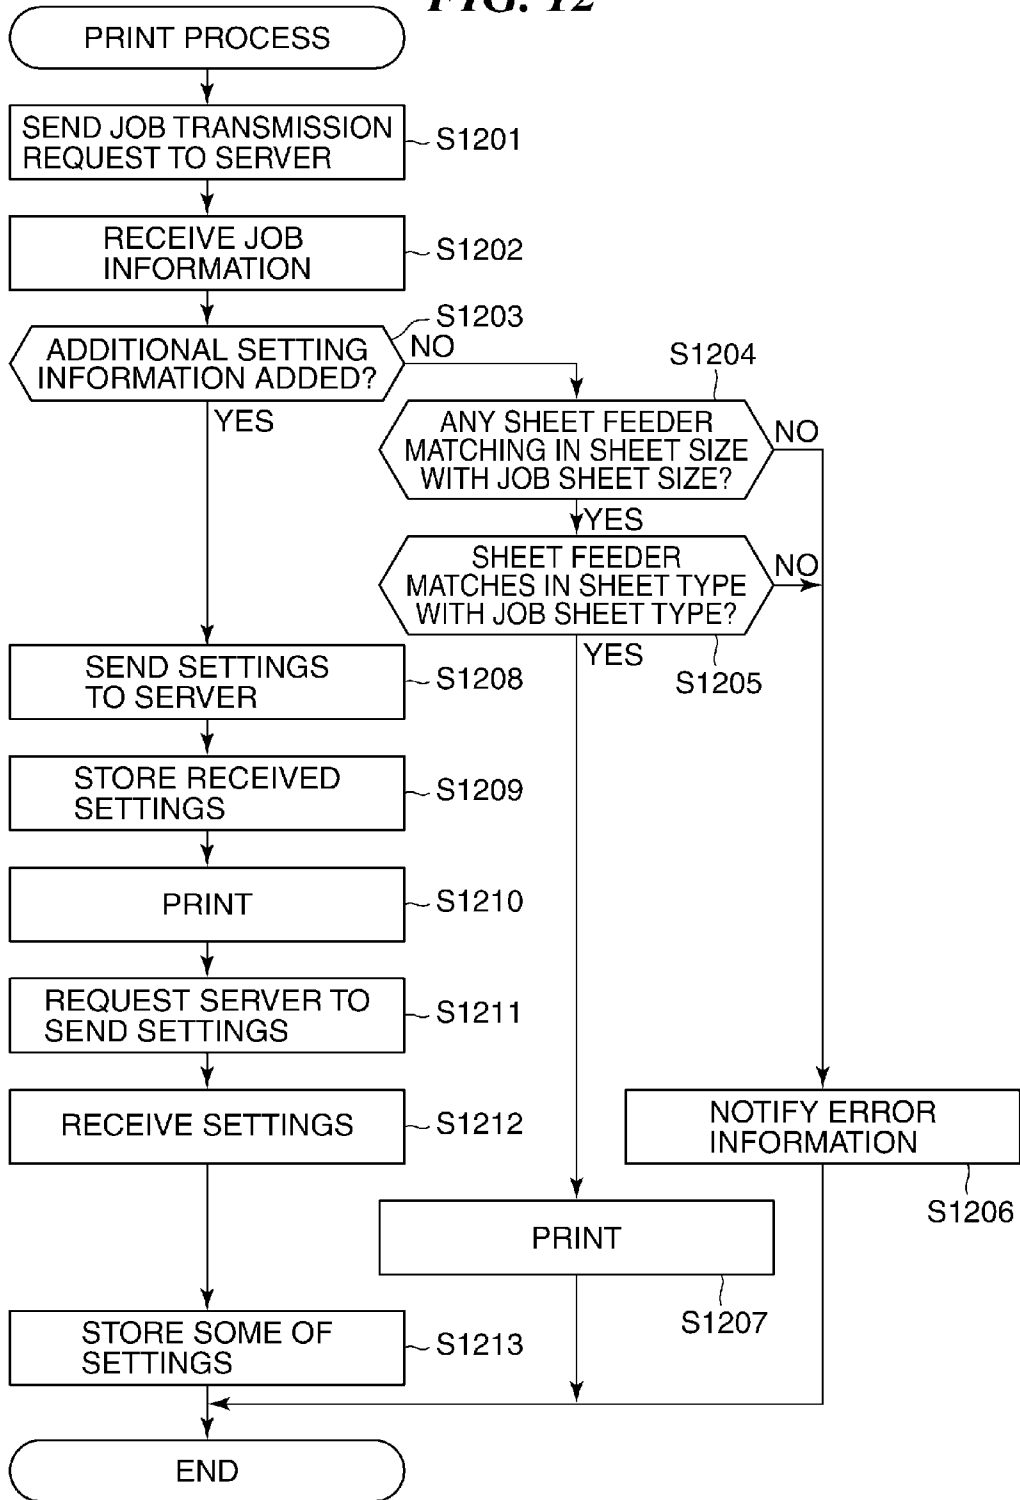 FIG. 12
PRINT PROCESS
SEND JOB TRANSMISSION
REQUEST TO SERVER
S1201
RECEIVE JOB
INFORMATION
S1202
S1203
ADDITIONAL SETTING
INFORMATION ADDED?
NO
YES
S1204
ANY SHEET FEEDER
MATCHING IN SHEET SIZE
WITH JOB SHEET SIZE?
NO
YES
SHEET FEEDER
MATCHES IN SHEET TYPE
WITH JOB SHEET TYPE?
NO
YES
S1205
SEND SETTINGS
TO SERVER
S1208
STORE RECEIVED
SETTINGS
S1209
PRINT
S1210
REQUEST SERVER TO
SEND SETTINGS
S1211
RECEIVE SETTINGS
S1212
NOTIFY ERROR
INFORMATION
S1206
PRINT
S1207
STORE SOME OF
SETTINGS
S1213
END